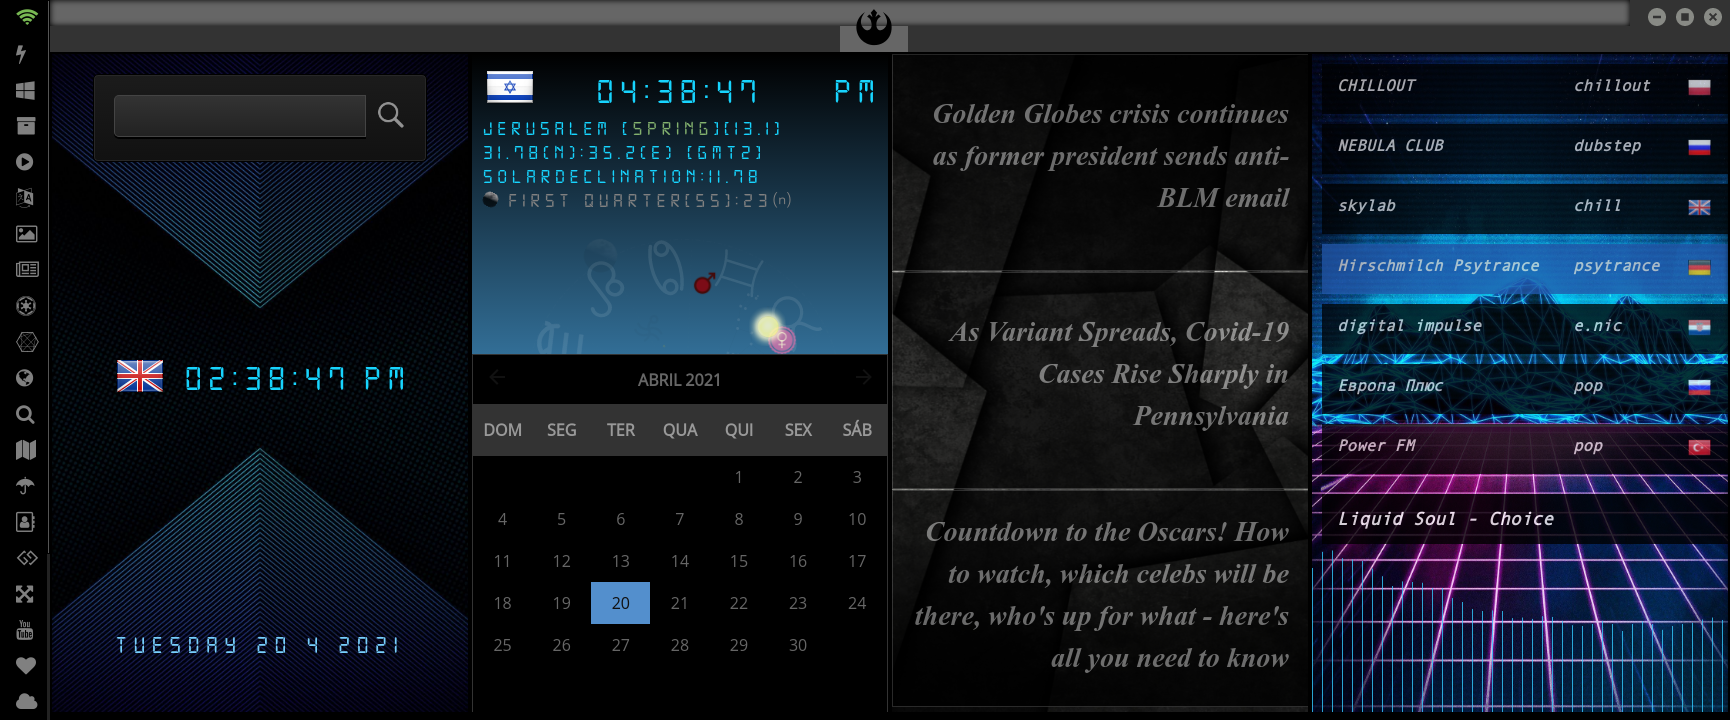 02:38:47 PM
TUESDAY 20 4 2021
04:38:47 PM
JERUSALEM [SPRING][13.1]
31.78(N):35.2(E) [GMT2]
SOLARDECLINATION:11.78
FIRST QUARTER(55):23(n)
ABRIL 2021
DOM SEG TER QUA QUI SEX SÁB
1 2 3
4 5 6 7 8 9 10
11 12 13 14 15 16 17
18 19 20 21 22 23 24
25 26 27 28 29 30
Golden Globes crisis continues
as former president sends anti-
BLM email
As Variant Spreads, Covid-19
Cases Rise Sharply in
Pennsylvania
Countdown to the Oscars! How
to watch, which celebs will be
there, who's up for what - here's
all you need to know
CHILLOUT chillout
NEBULA CLUB dubstep
skylab chill
Hirschmilch Psytrance psytrance
digital impulse e.nic
Европа Плюс pop
Power FM pop
Liquid Soul - Choice
You
Tube